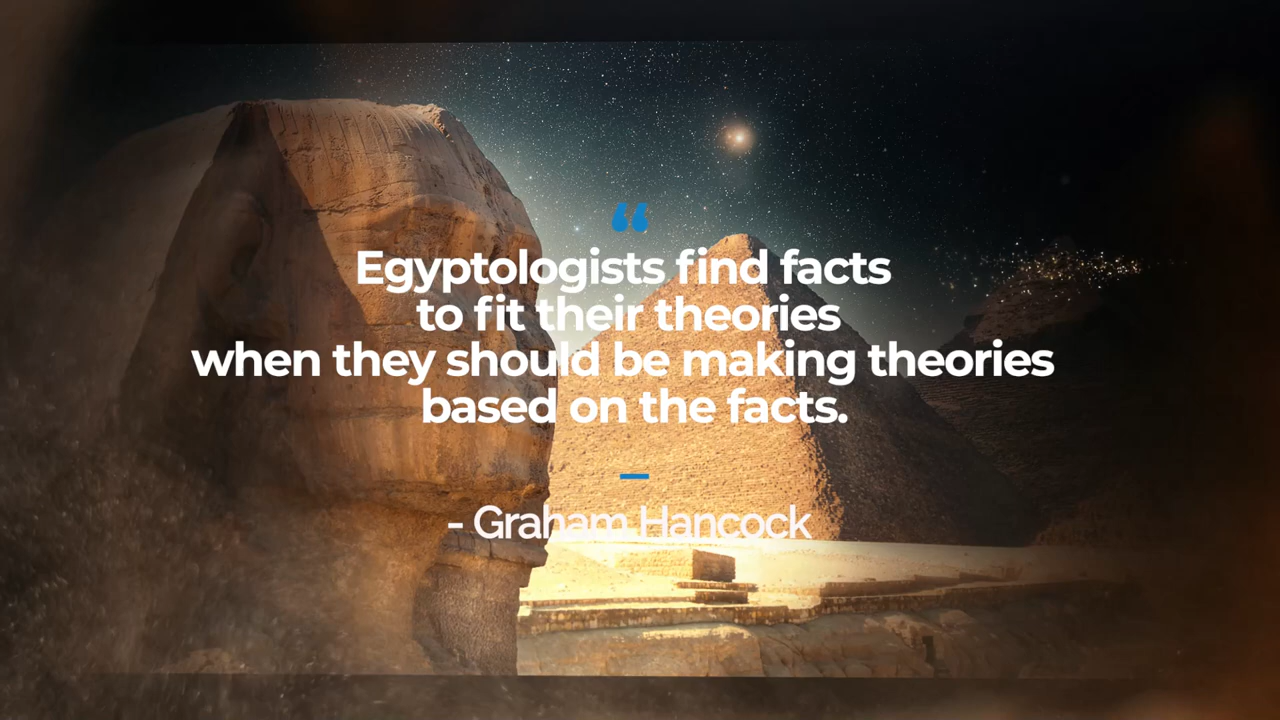 “
Egyptologists find facts
to fit their theories
when they should be making theories
based on the facts.
- Graham Hancock